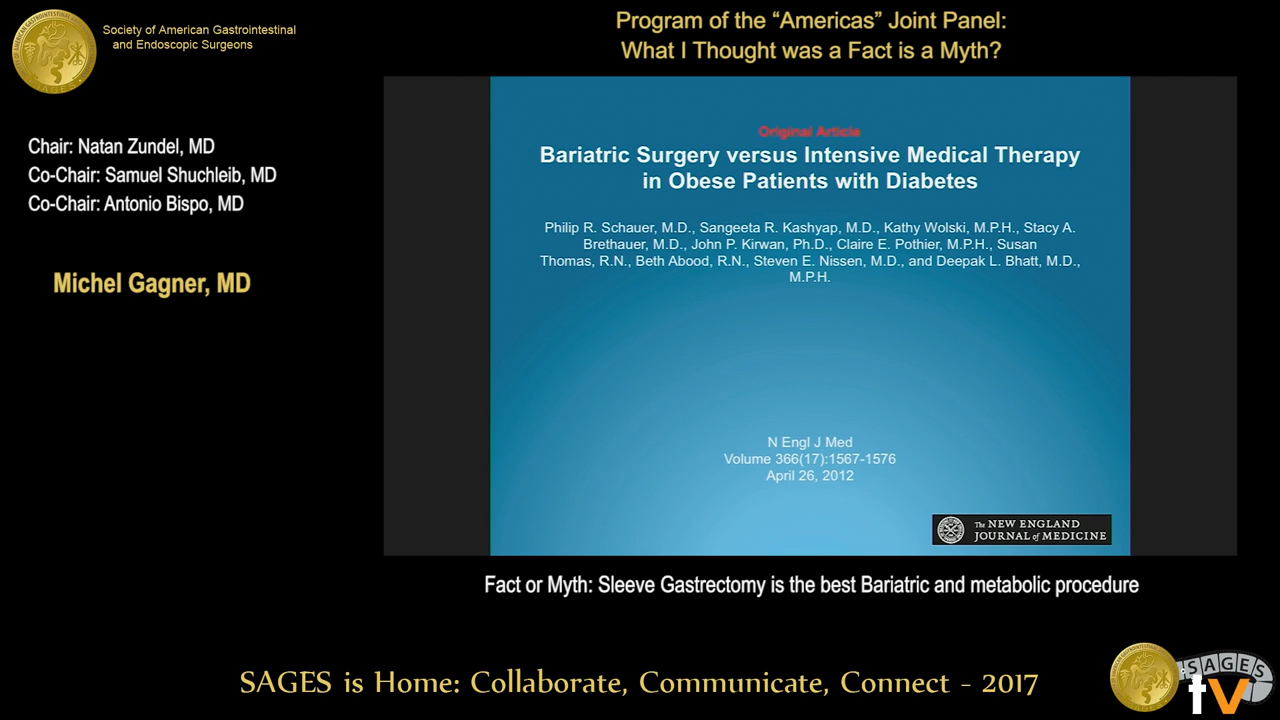 Society of American Gastrointestinal
and Endoscopic Surgeons
Program of the “Americas” Joint Panel:
What I Thought was a Fact is a Myth?
Chair: Natan Zundel, MD
Co-Chair: Samuel Shuchleib, MD
Co-Chair: Antonio Bispo, MD
Michel Gagner, MD
Original Article
Bariatric Surgery versus Intensive Medical Therapy
in Obese Patients with Diabetes
Philip R. Schauer, M.D., Sangeeta R. Kashyap, M.D., Kathy Wolski, M.P.H., Stacy A.
Brethauer, M.D., John P. Kirwan, Ph.D., Claire E. Pothier, M.P.H., Susan
Thomas, R.N., Beth Abood, R.N., Steven E. Nissen, M.D., and Deepak L. Bhatt, M.D.,
M.P.H.
N Engl J Med
Volume 366(17):1567-1576
April 26, 2012
The NEW ENGLAND
JOURNAL of MEDICINE
Fact or Myth: Sleeve Gastrectomy is the best Bariatric and metabolic procedure
SAGES is Home: Collaborate, Communicate, Connect - 2017
SAGES
tv